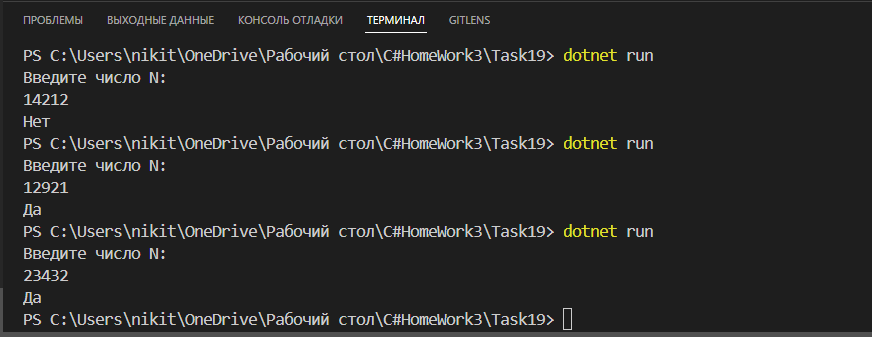 ПРОБЛЕМЫ ВЫХОДНЫЕ ДАННЫЕ КОНСОЛЬ ОТЛАДКИ ТЕРМИНАЛ GITLENS
PS C:\Users\nikit\OneDrive\Рабочий стол\C#HomeWork3\Task19> dotnet run
Введите число N:
14212
Нет
PS C:\Users\nikit\OneDrive\Рабочий стол\C#HomeWork3\Task19> dotnet run
Введите число N:
12921
Да
PS C:\Users\nikit\OneDrive\Рабочий стол\C#HomeWork3\Task19> dotnet run
Введите число N:
23432
Да
PS C:\Users\nikit\OneDrive\Рабочий стол\C#HomeWork3\Task19>